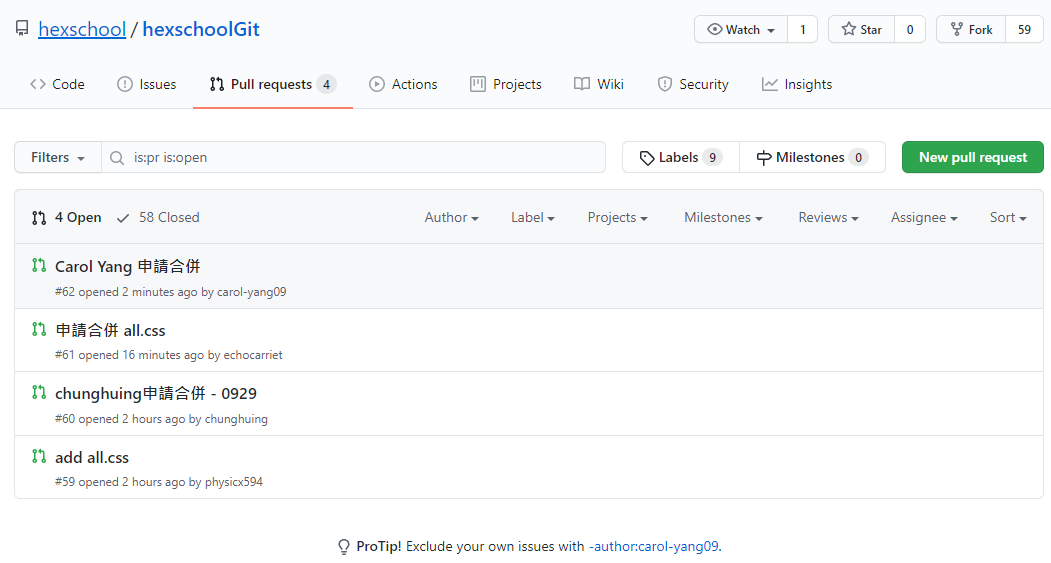 hexschool / hexschoolGit Watch 1 Star 0 Fork 59
Code Issues Pull requests 4 Actions Projects Wiki Security Insights
Filters is:pr is:open Labels 9 Milestones 0 New pull request
4 Open 58 Closed Author Label Projects Milestones Reviews Assignee Sort
Carol Yang 申請合併
#62 opened 2 minutes ago by carol-yang09
申請合併 all.css
#61 opened 16 minutes ago by echocarriet
chunghuing申請合併 - 0929
#60 opened 2 hours ago by chunghuing
add all.css
#59 opened 2 hours ago by physicx594
ProTip! Exclude your own issues with -author:carol-yang09.